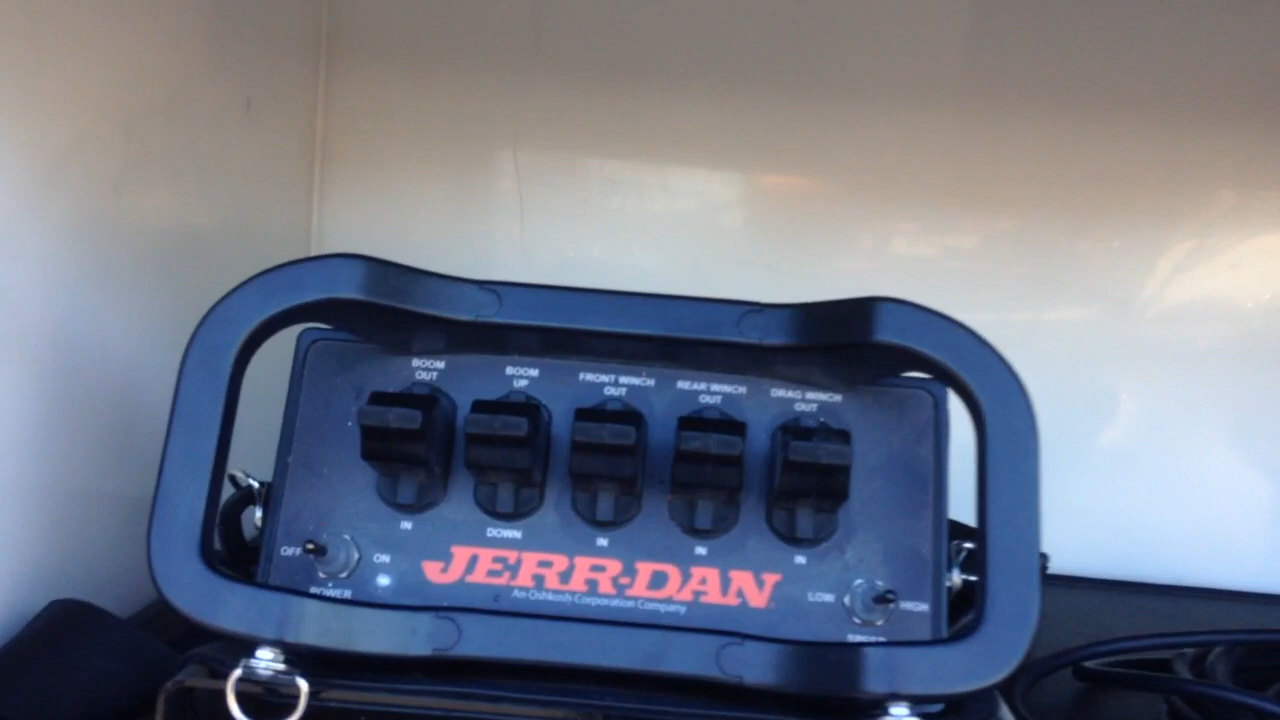 BOOM
OUT
BOOM
UP
FRONT WINCH
OUT
REAR WINCH
OUT
DRAG WINCH
OUT
IN
DOWN
IN
IN
IN
OFF
ON
POWER
JERR-DAN
An Oshkosh Corporation Company
LOW
HIGH
SPEED